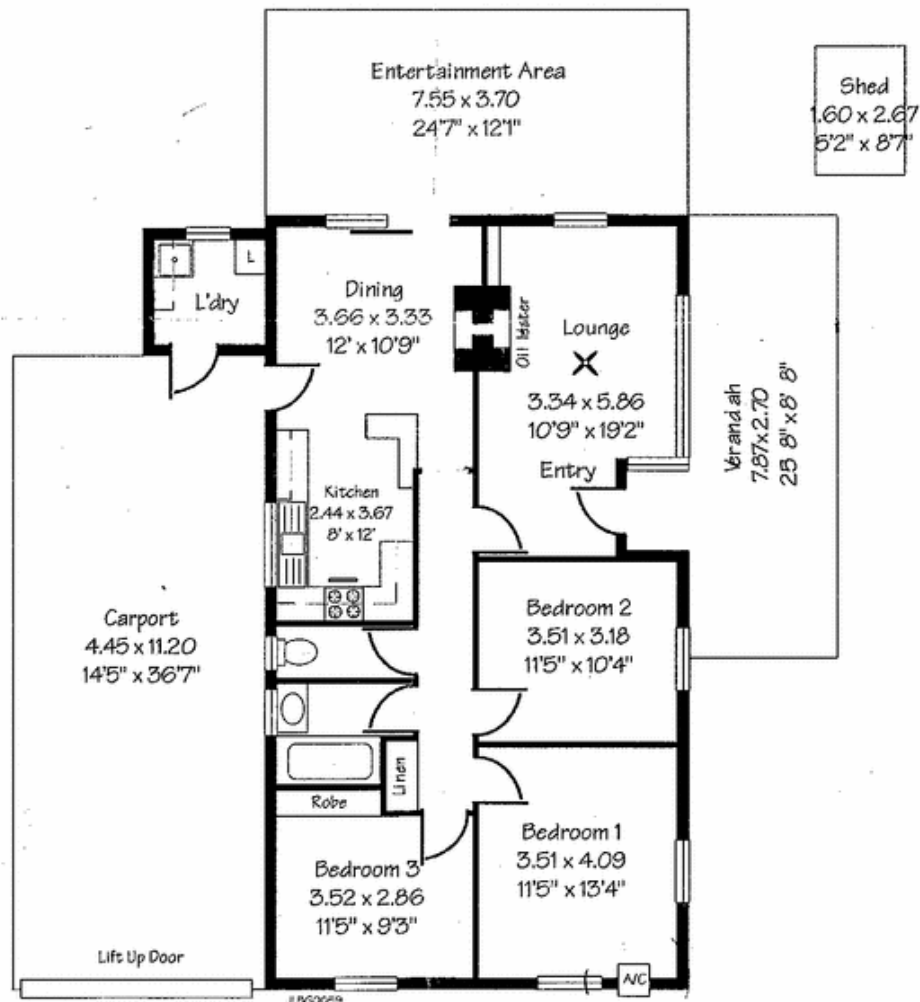 Entertainment Area
7.55 x 3.70
24'7" x 12'1"
Shed
1.60 x 2.67
5'2" x 8'7"
L'dry
L
Dining
3.66 x 3.33
12' x 10'9"
Oil
Lounge
3.34 x 5.86
10'9" x 19'2"
Entry
Verandah
7.87 x 2.70
25' 8" x 8' 8"
Kitchen
2.44 x 3.67
8' x 12'
Carport
4.45 x 11.20
14'5" x 36'7"
Bedroom 2
3.51 x 3.18
11'5" x 10'4"
Linen
Robe
Bedroom 1
3.51 x 4.09
11'5" x 13'4"
Bedroom 3
3.52 x 2.86
11'5" x 9'3"
Lift Up Door
A/C